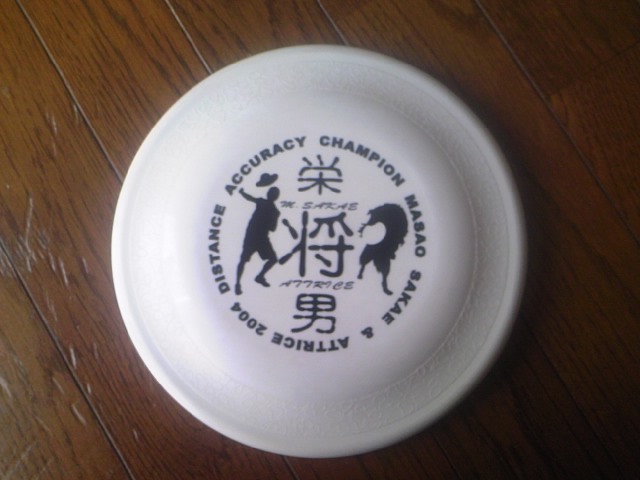 DISTANCE ACCURACY CHAMPION MASAO SAKAE & ATTRICE 2004
栄
M.SAKAE
将
ATTRICE
男